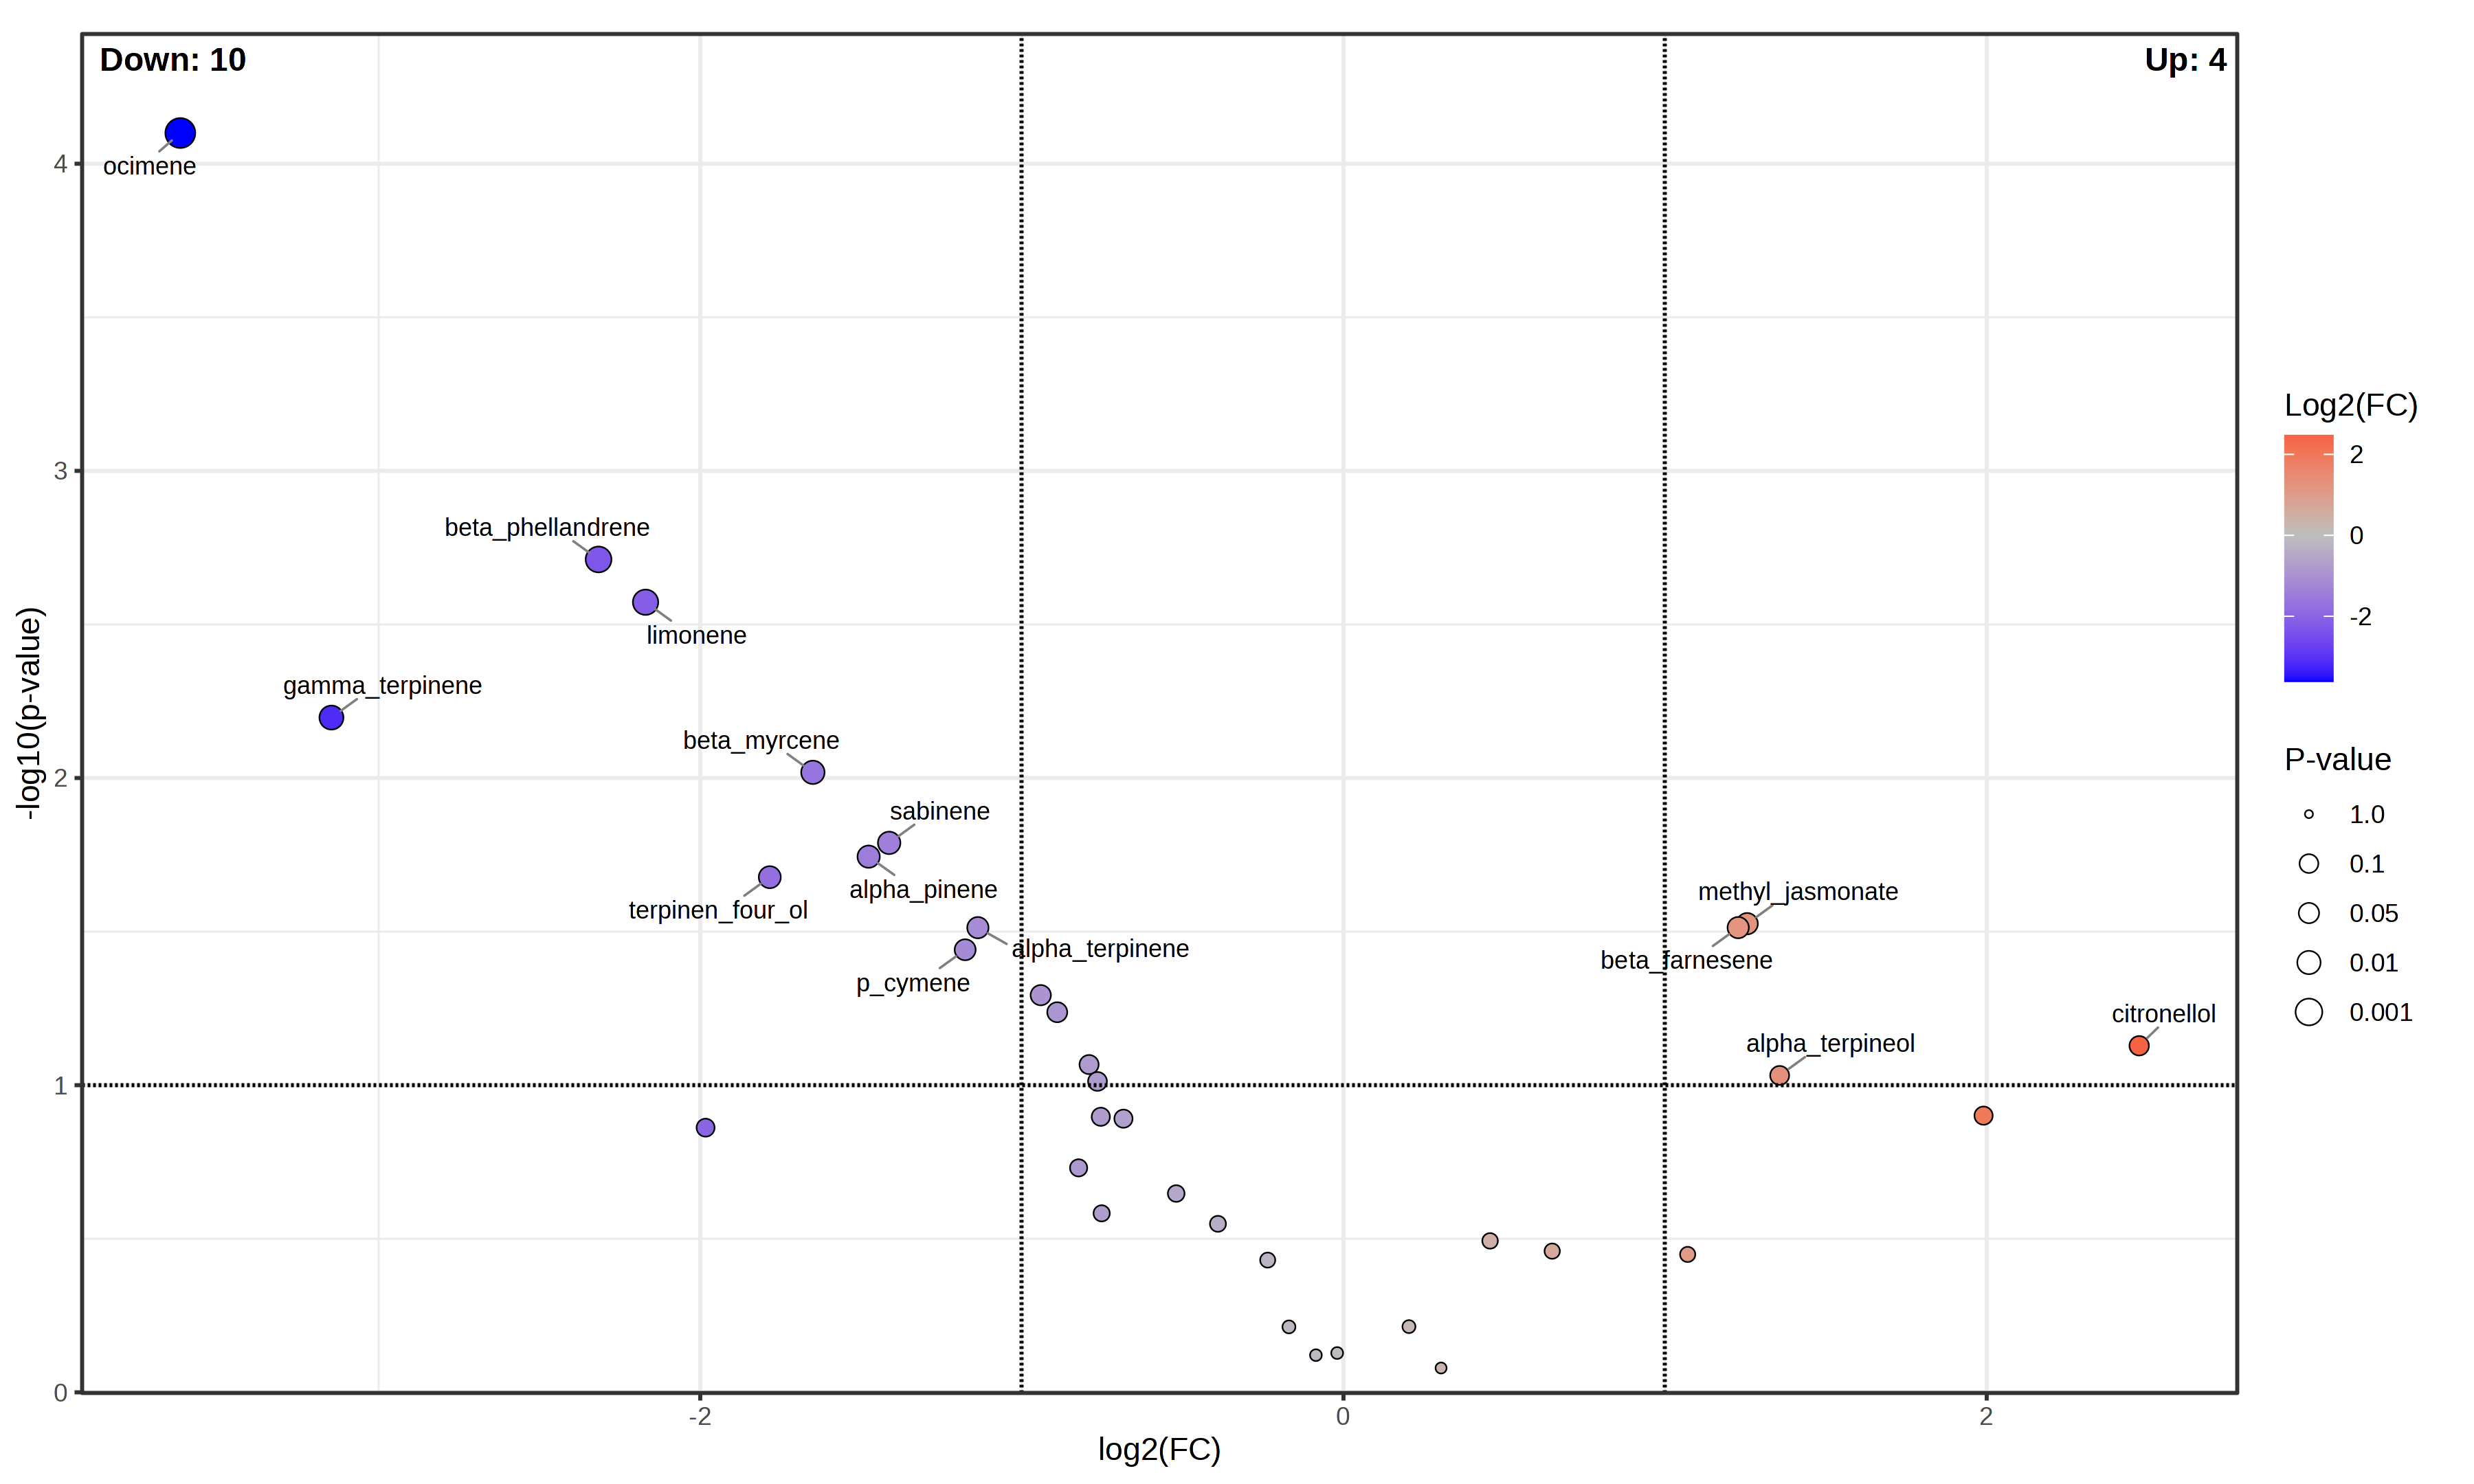 Down: 10
Up: 4
ocimene
beta_phellandrene
limonene
gamma_terpinene
beta_myrcene
sabinene
alpha_pinene
terpinen_four_ol
alpha_terpinene
p_cymene
methyl_jasmonate
beta_farnesene
citronellol
alpha_terpineol
4
3
2
1
0
-log10(p-value)
-2
0
2
log2(FC)
Log2(FC)
2
0
-2
P-value
1.0
0.1
0.05
0.01
0.001